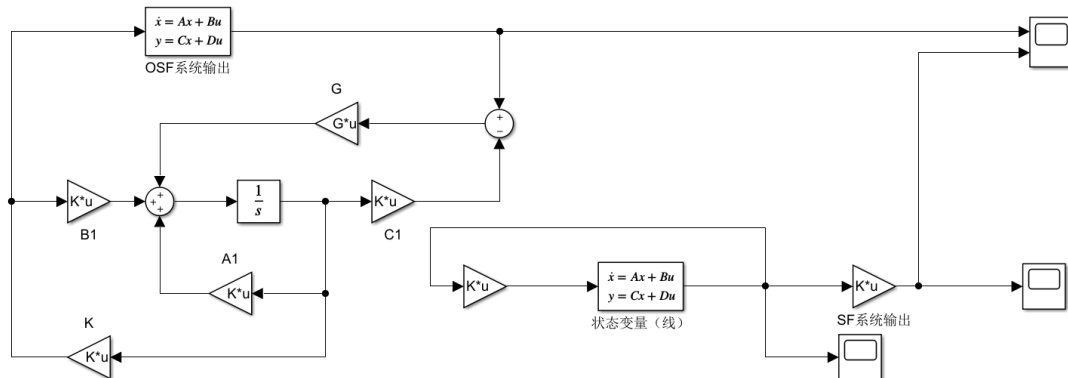 ẋ = Ax + Bu
y = Cx + Du
OSF系统输出
G
G*u
+
−
K*u
B1
+
+
+
1
s
K*u
C1
A1
K*u
K
K*u
K*u
ẋ = Ax + Bu
y = Cx + Du
状态变量（线）
K*u
SF系统输出